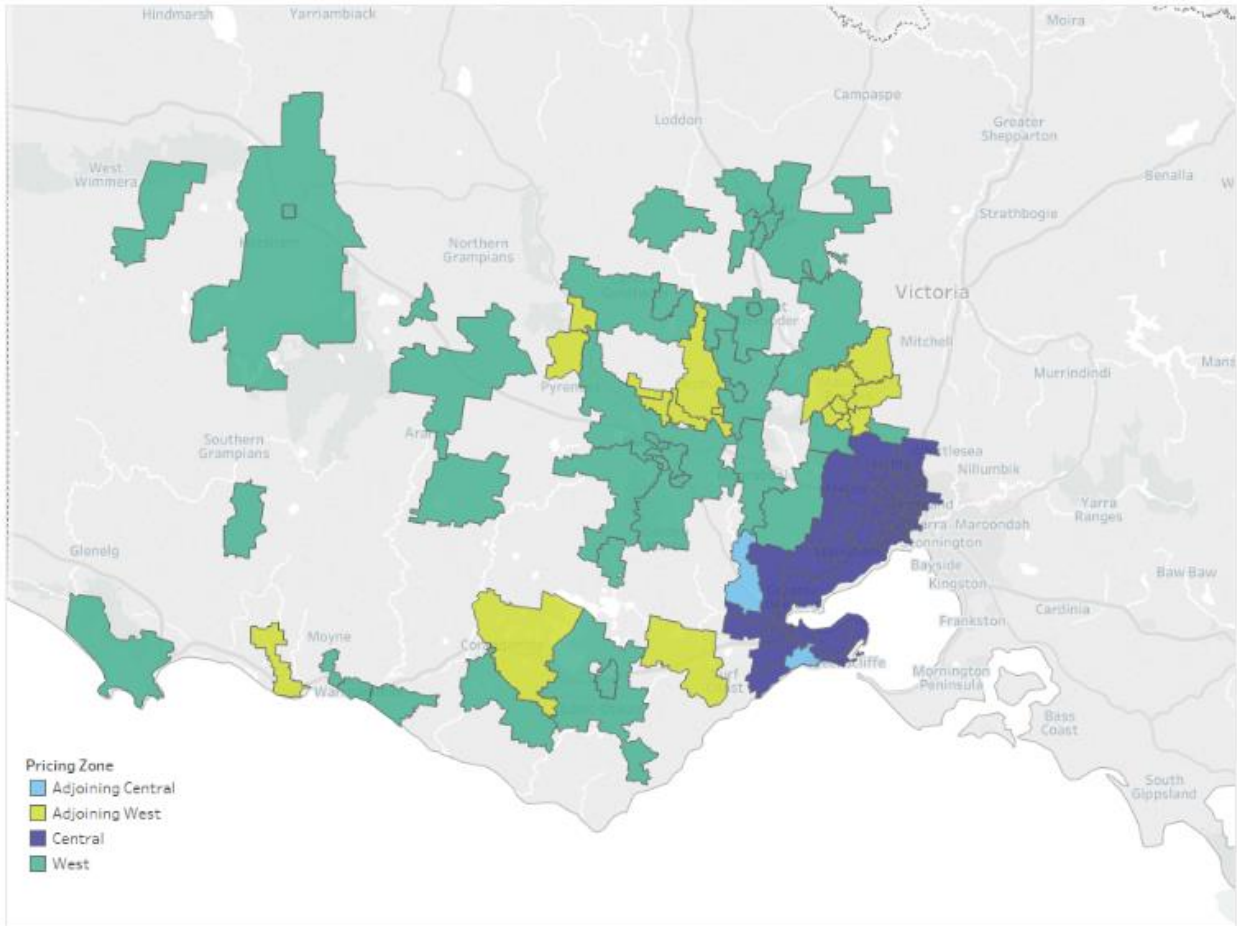 Hindmarsh
Yarriambiack
Moira
Campaspe
Loddon
Greater
Shepparton
West
Wimmera
Benalla
Strathbogie
Northern
Grampians
Victoria
Mitchell
Murrindindi
Mans
Pyren
Southern
Grampians
Nillumbik
Yarra
Ranges
Maroondah
Glenelg
Bayside
Kingston
Baw Baw
Cardinia
Frankston
Moyne
Mornington
Peninsula
Bass
Coast
South
Gippsland
Pricing Zone
Adjoining Central
Adjoining West
Central
West